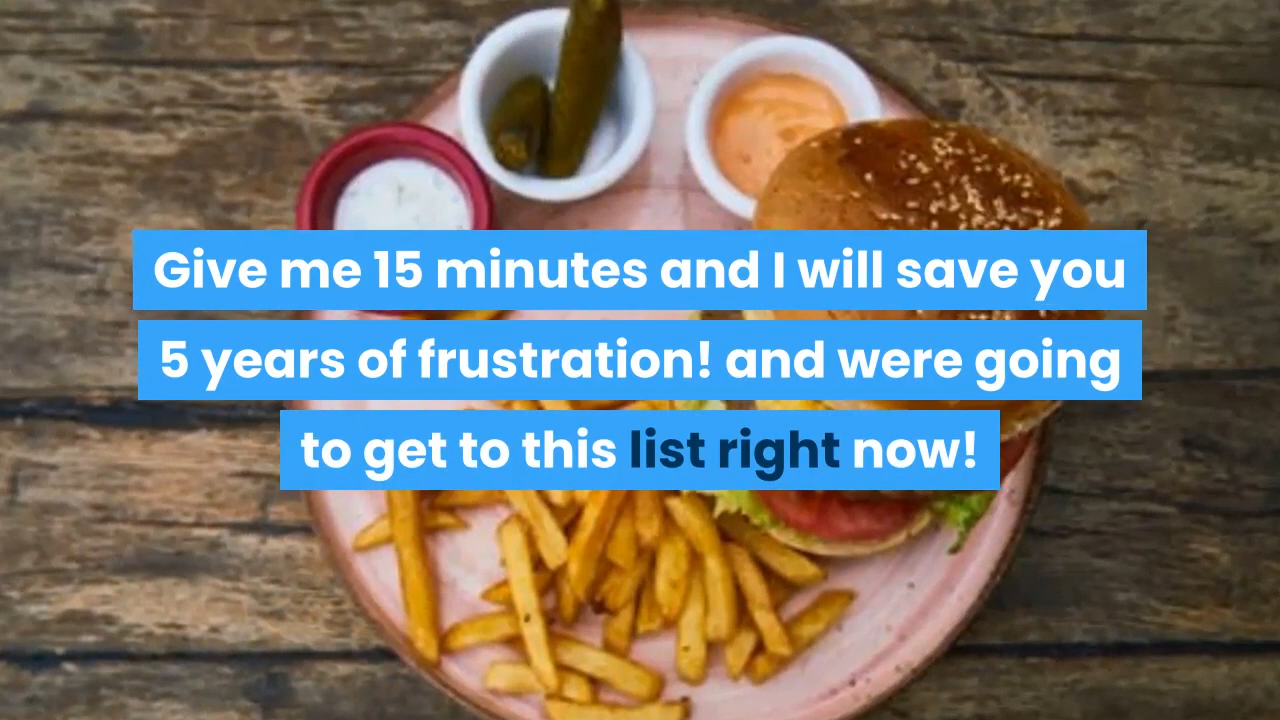 Give me 15 minutes and I will save you
5 years of frustration! and were going
to get to this list right now!